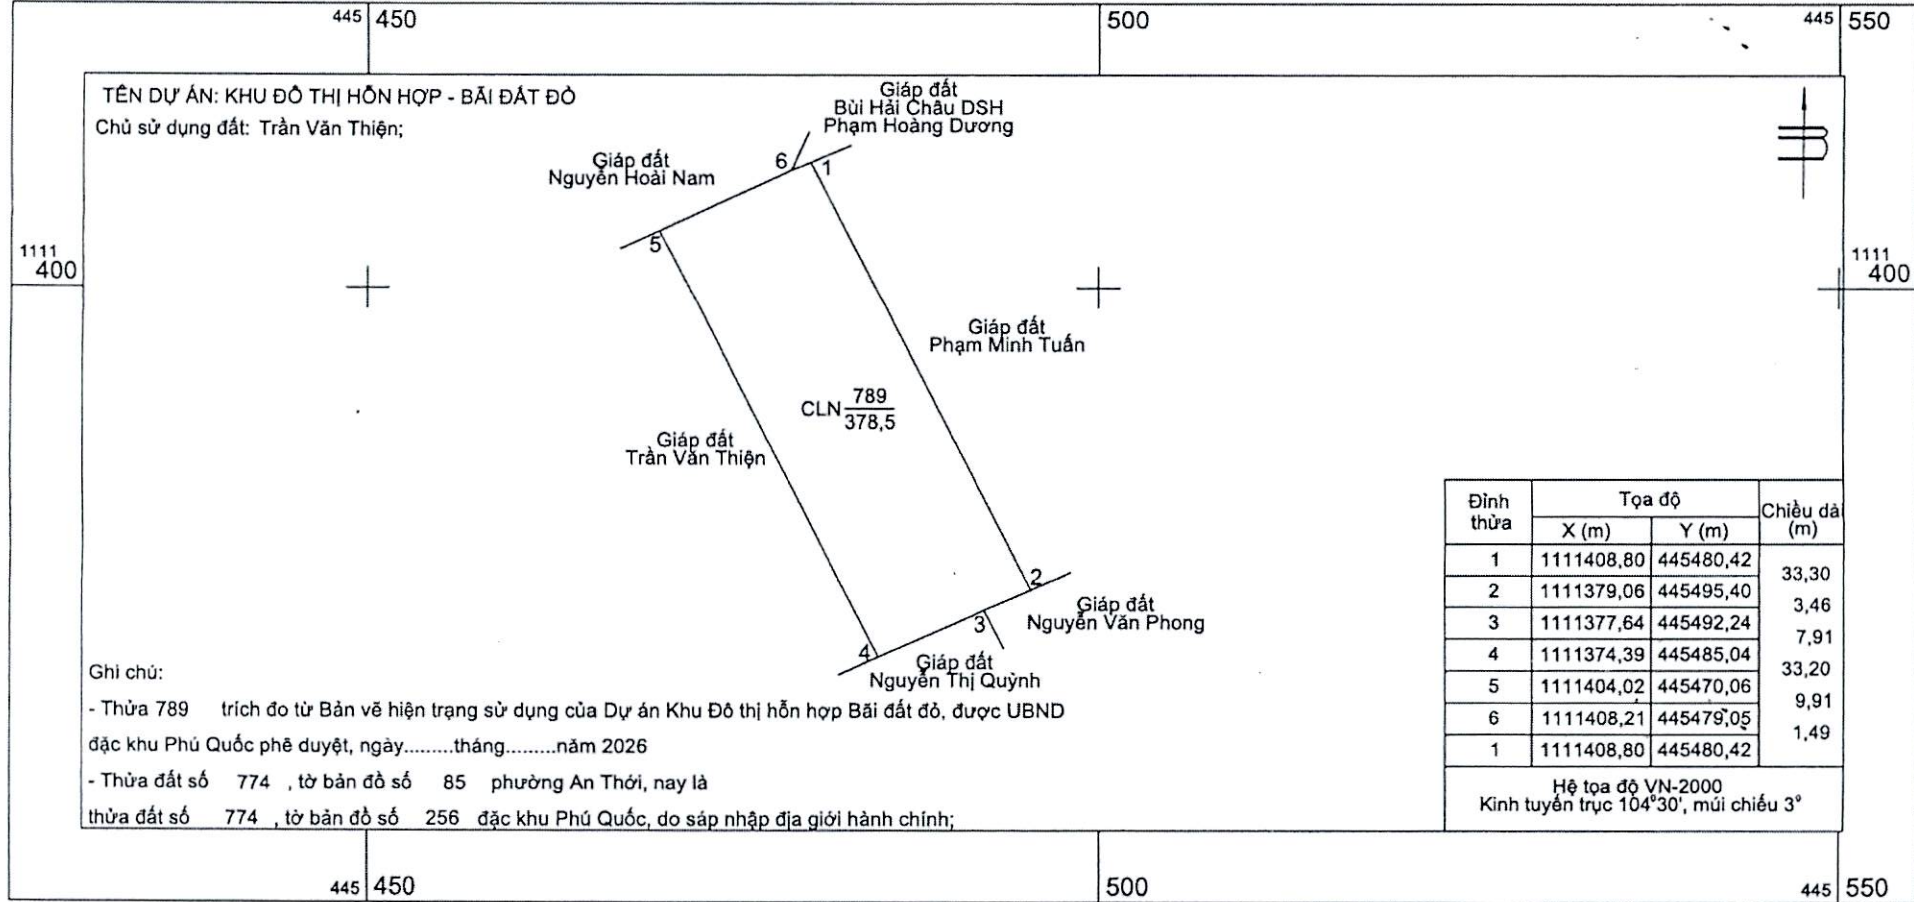 445 450 500 445 550
TÊN DỰ ÁN: KHU ĐÔ THỊ HỖN HỢP - BÃI ĐẤT ĐỎ
Chủ sử dụng đất: Trần Văn Thiện;
Giáp đất
Bùi Hải Châu DSH
Phạm Hoàng Dương
Giáp đất
Nguyễn Hoài Nam
6
1
5
1111
400
1111
400
Giáp đất
Phạm Minh Tuấn
CLN 789
378,5
Giáp đất
Trần Văn Thiện
2
3
4
Giáp đất
Nguyễn Văn Phong
Giáp đất
Nguyễn Thị Quỳnh
Đỉnh thửa Tọa độ Chiều dà
X (m) Y (m) (m)
1 1111408,80 445480,42
33,30
2 1111379,06 445495,40
3,46
3 1111377,64 445492,24
7,91
4 1111374,39 445485,04
33,20
5 1111404,02 445470,06
9,91
6 1111408,21 445479,05
1,49
1 1111408,80 445480,42
Hệ tọa độ VN-2000
Kinh tuyến trục 104°30', múi chiếu 3°
Ghi chú:
- Thửa 789 trích đo từ Bản vẽ hiện trạng sử dụng của Dự án Khu Đô thị hỗn hợp Bãi đất đỏ, được UBND
đặc khu Phú Quốc phê duyệt, ngày.........tháng.........năm 2026
- Thửa đất số 774 , tờ bản đồ số 85 phường An Thới, nay là
thửa đất số 774 , tờ bản đồ số 256 đặc khu Phú Quốc, do sáp nhập địa giới hành chính;
445 450 500 445 550